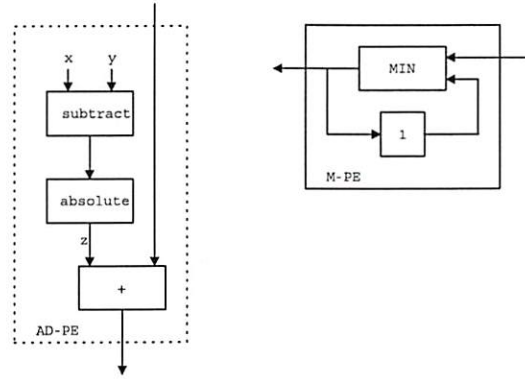 x y
subtract
absolute
z
+
AD-PE
MIN
1
M-PE